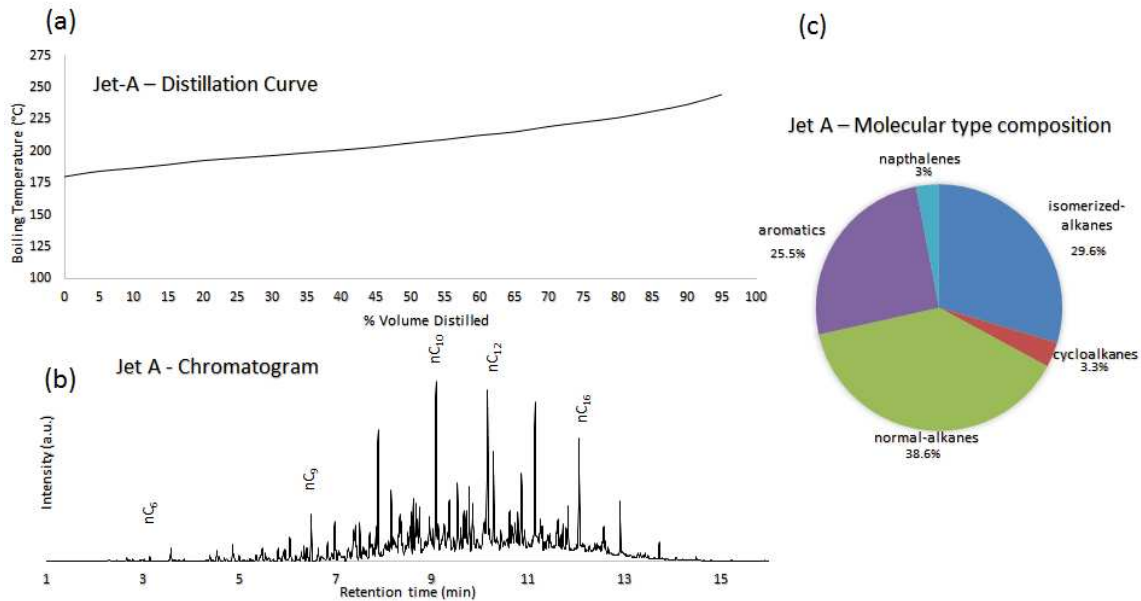 (a)
Jet-A – Distillation Curve
Boiling Temperature (°C)
275
250
225
200
175
150
125
100
0 5 10 15 20 25 30 35 40 45 50 55 60 65 70 75 80 85 90 95 100
% Volume Distilled
(b)
Jet A - Chromatogram
Intensity (a.u.)
nC6
nC9
nC10
nC12
nC16
1 3 5 7 9 11 13 15
Retention time (min)
(c)
Jet A – Molecular type composition
napthalenes
3%
isomerized-
alkanes
29.6%
aromatics
25.5%
cycloalkanes
3.3%
normal-alkanes
38.6%